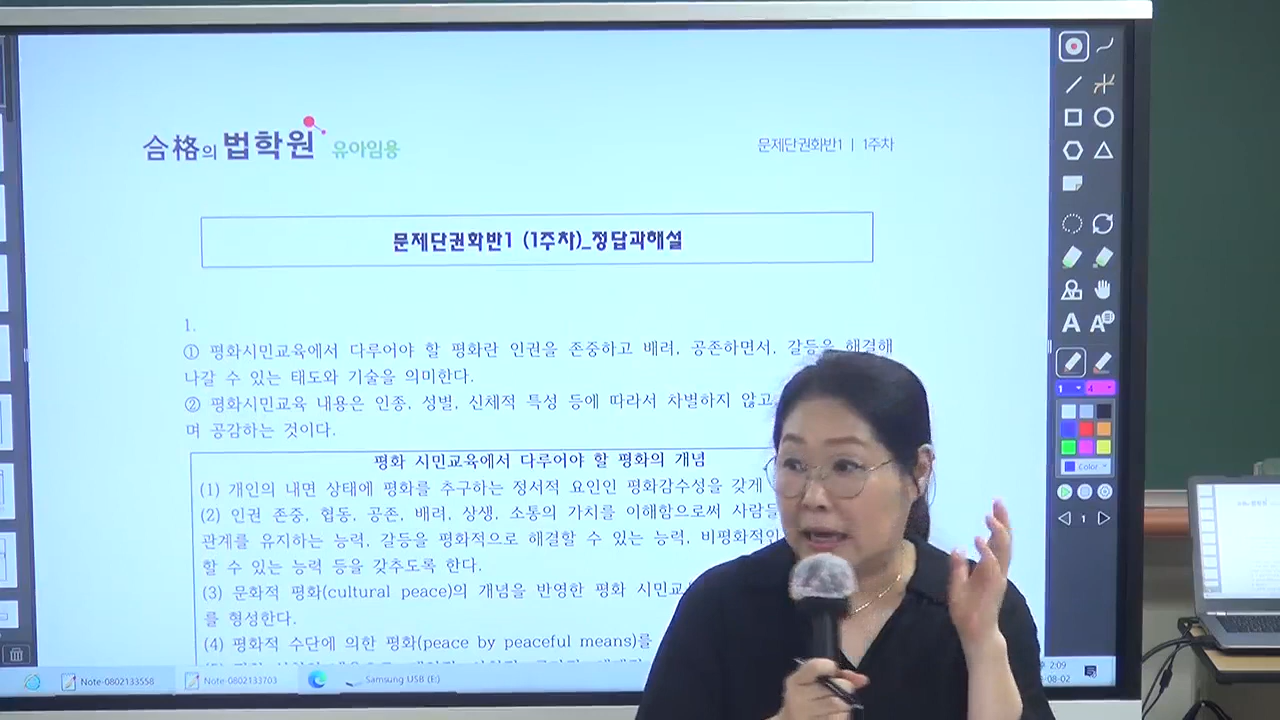 合格의 법학원 유아임용
문제단권화반1 | 1주차
문제단권화반1 (1주차)_정답과해설
1.
① 평화시민교육에서 다루어야 할 평화란 인권을 존중하고 배려, 공존하면서, 갈등을 해결해
나갈 수 있는 태도와 기술을 의미한다.
② 평화시민교육 내용은 인종, 성별, 신체적 특성 등에 따라서 차별하지 않고
며 공감하는 것이다.
평화 시민교육에서 다루어야 할 평화의 개념
(1) 개인의 내면 상태에 평화를 추구하는 정서적 요인인 평화감수성을 갖게
(2) 인권 존중, 협동, 공존, 배려, 상생, 소통의 가치를 이해함으로써 사람들
관계를 유지하는 능력, 갈등을 평화적으로 해결할 수 있는 능력, 비평화적인
할 수 있는 능력 등을 갖추도록 한다.
(3) 문화적 평화(cultural peace)의 개념을 반영한 평화 시민교
를 형성한다.
(4) 평화적 수단에 의한 평화(peace by peaceful means)를
Color
1
Note-0802133558
Note-0802133703
Samsung USB (E:)
2:09
-08-02